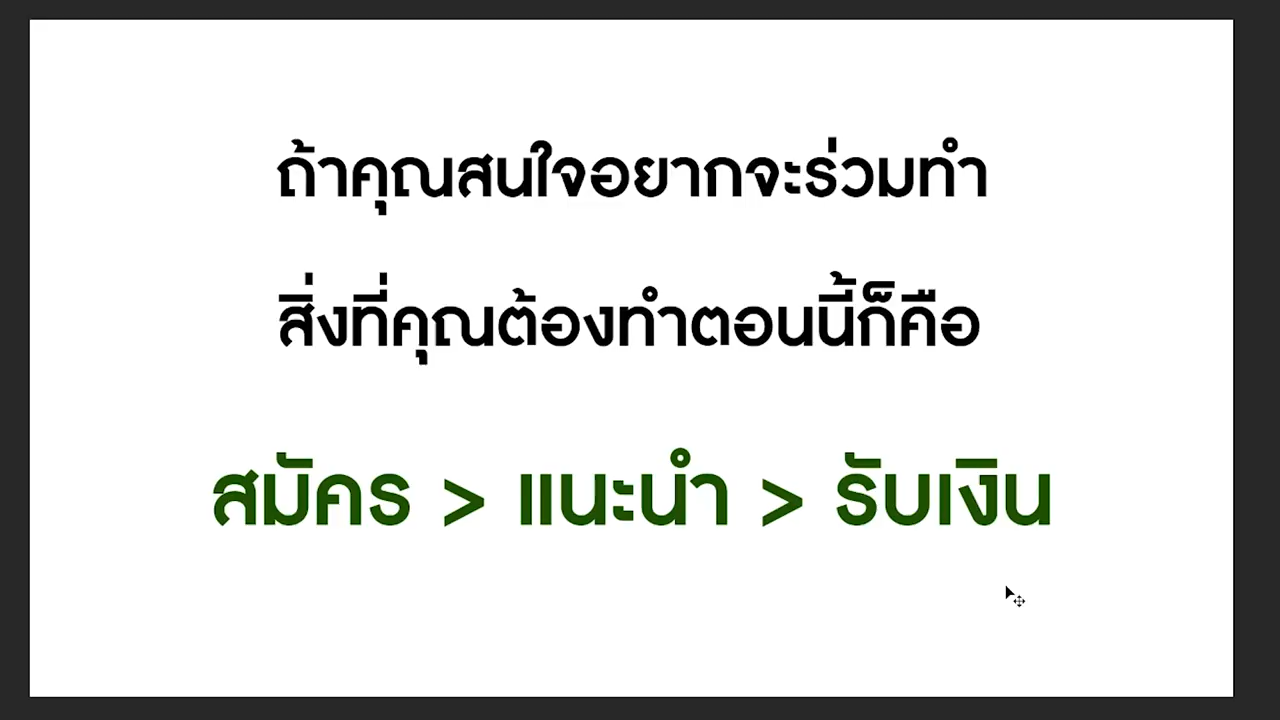 ถ้าคุณสนใจอยากจะร่วมทำ
สิ่งที่คุณต้องทำตอนนี้ก็คือ
สมัคร > แนะนำ > รับเงิน